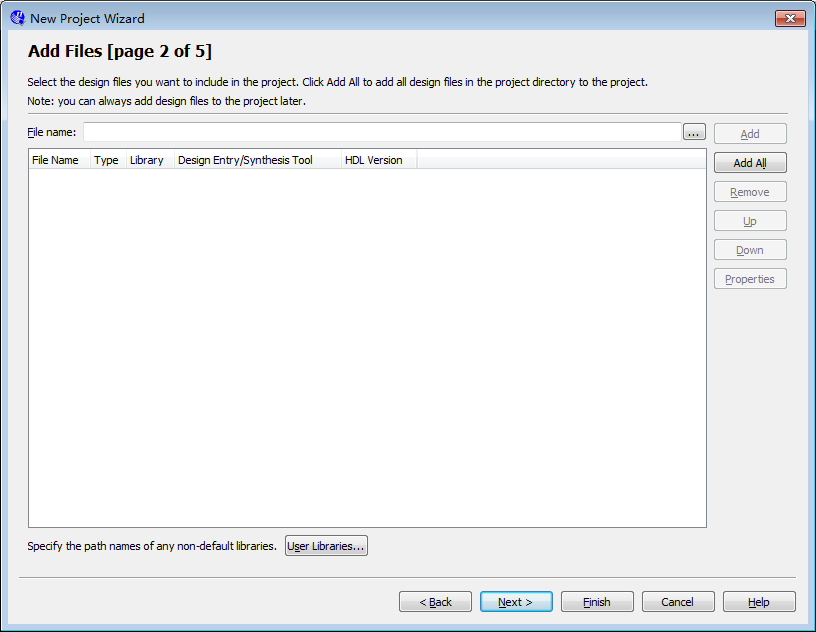 New Project Wizard
Add Files [page 2 of 5]
Select the design files you want to include in the project. Click Add All to add all design files in the project directory to the project.
Note: you can always add design files to the project later.
File name: ... Add
File Name Type Library Design Entry/Synthesis Tool HDL Version Add All
Remove
Up
Down
Properties
Specify the path names of any non-default libraries. User Libraries...
< Back Next > Finish Cancel Help